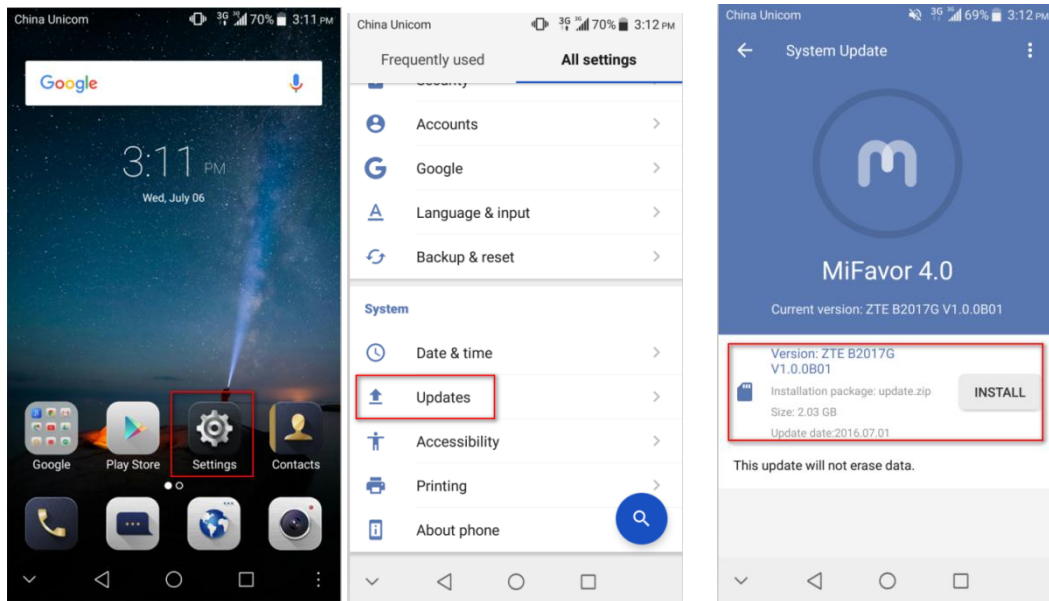 China Unicom 3G 3G 70% 3:11 PM
Google
3:11 PM
Wed, July 06
Google Play Store Settings Contacts
China Unicom 3G 3G 70% 3:12 PM
Frequently used All settings
Security
Accounts
Google
Language & input
Backup & reset
System
Date & time
Updates
Accessibility
Printing
About phone
China Unicom 3G 3G 69% 3:12 PM
System Update
MiFavor 4.0
Current version: ZTE B2017G V1.0.0B01
Version: ZTE B2017G
V1.0.0B01
Installation package: update.zip
INSTALL
Size: 2.03 GB
Update date:2016.07.01
This update will not erase data.